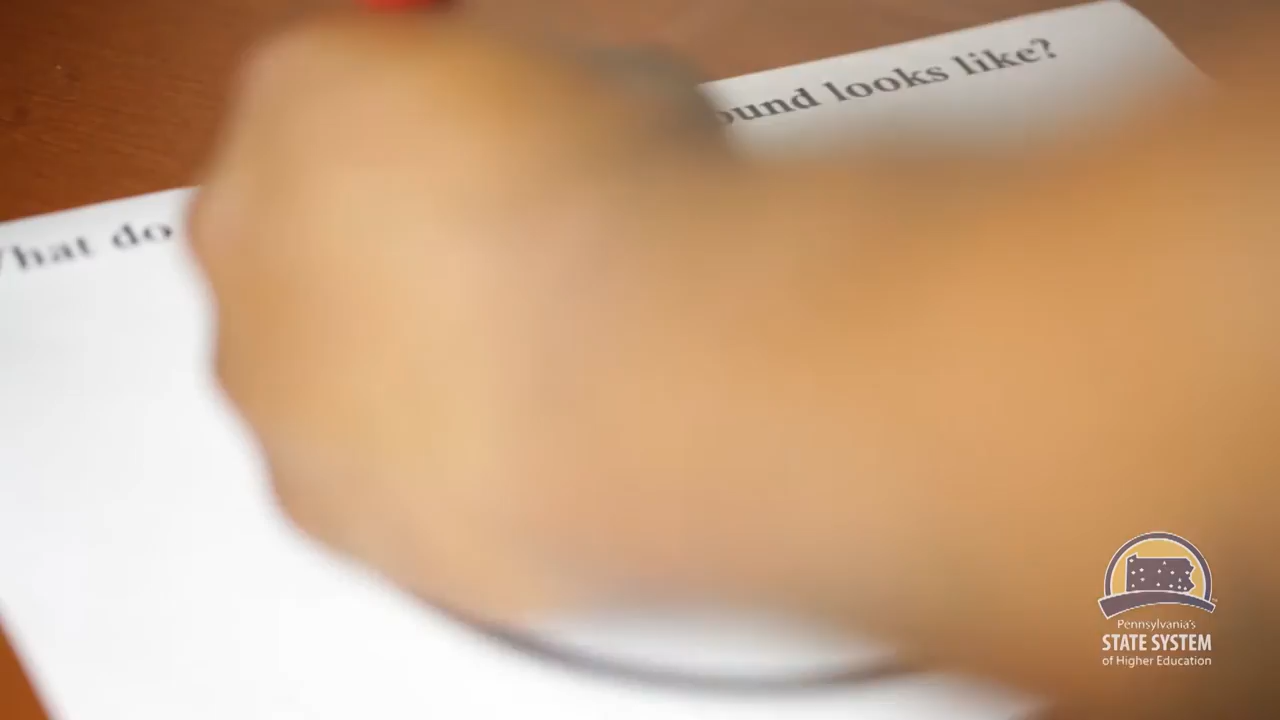 What do
ound looks like?
Pennsylvania's
STATE SYSTEM
of Higher Education